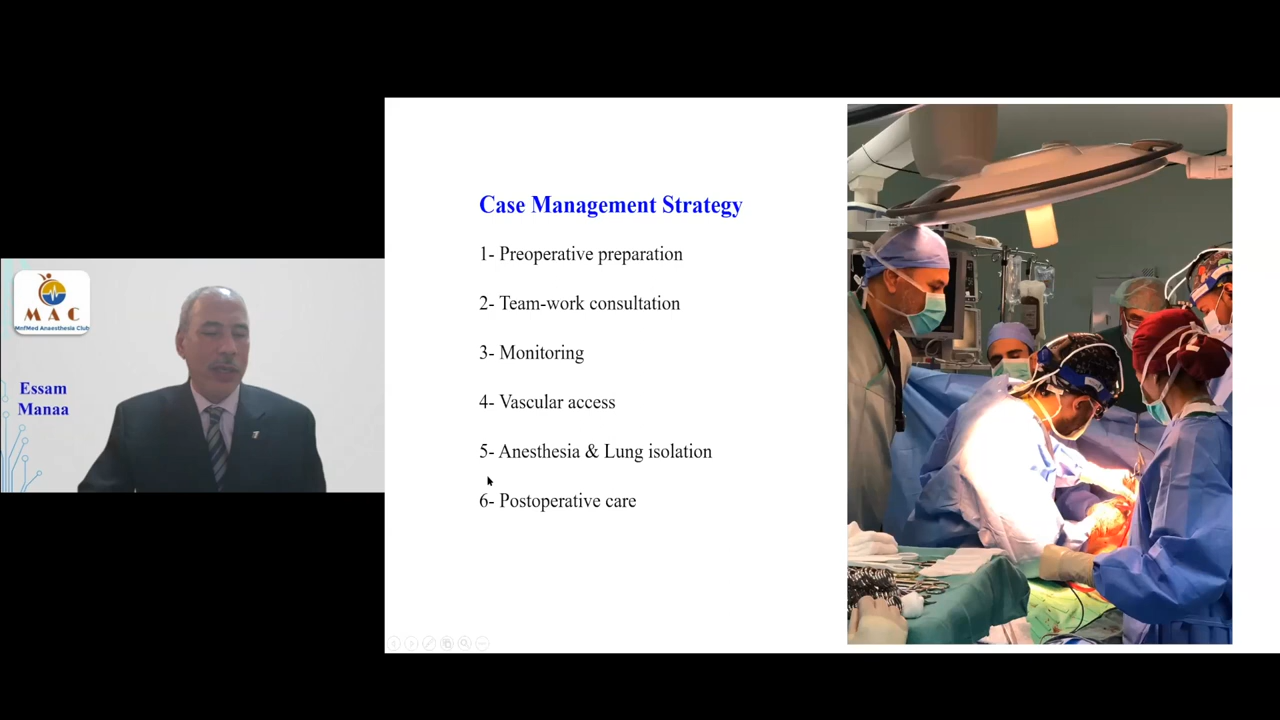 M A C
MnfMed Anaesthesia Club
Essam
Manaa
Case Management Strategy
1- Preoperative preparation
2- Team-work consultation
3- Monitoring
4- Vascular access
5- Anesthesia & Lung isolation
6- Postoperative care